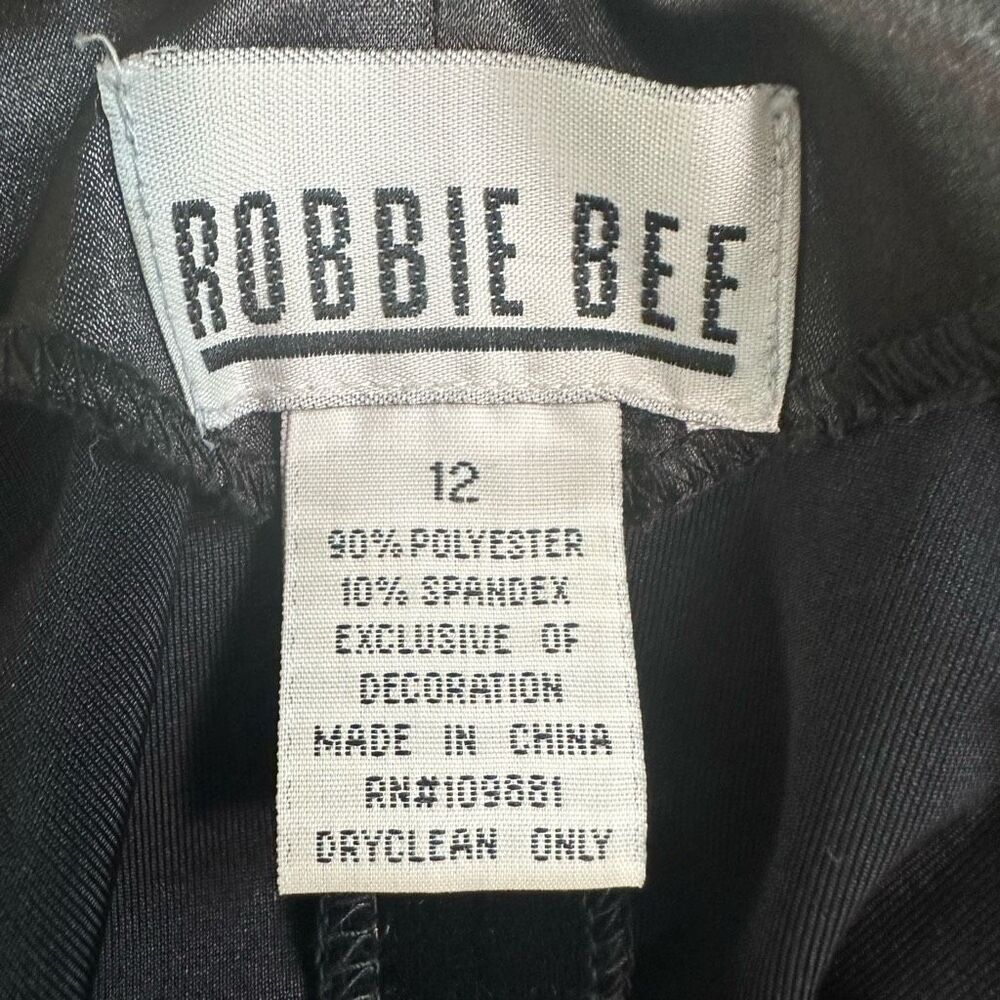 ROBBIE BEE
12
90% POLYESTER
10% SPANDEX
EXCLUSIVE OF
DECORATION
MADE IN CHINA
RN#109881
DRYCLEAN ONLY